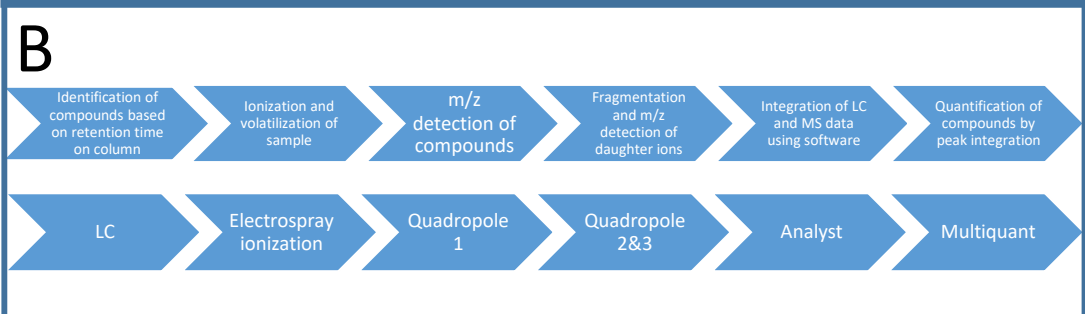 B
Identification of
compounds based
on retention time
on column
Ionization and
volatilization of
sample
m/z
detection of
compounds
Fragmentation
and m/z
detection of
daughter ions
Integration of LC
and MS data
using software
Quantification of
compounds by
peak integration
LC
Electrospray
ionization
Quadropole
1
Quadropole
2&3
Analyst
Multiquant